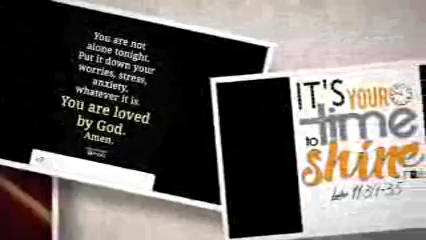 You are not
alone tonight.
Put it down your
worries, stress,
anxiety,
whatever it is.
You are loved
by God.
Amen.
IT'S YOUR
time
to
shine